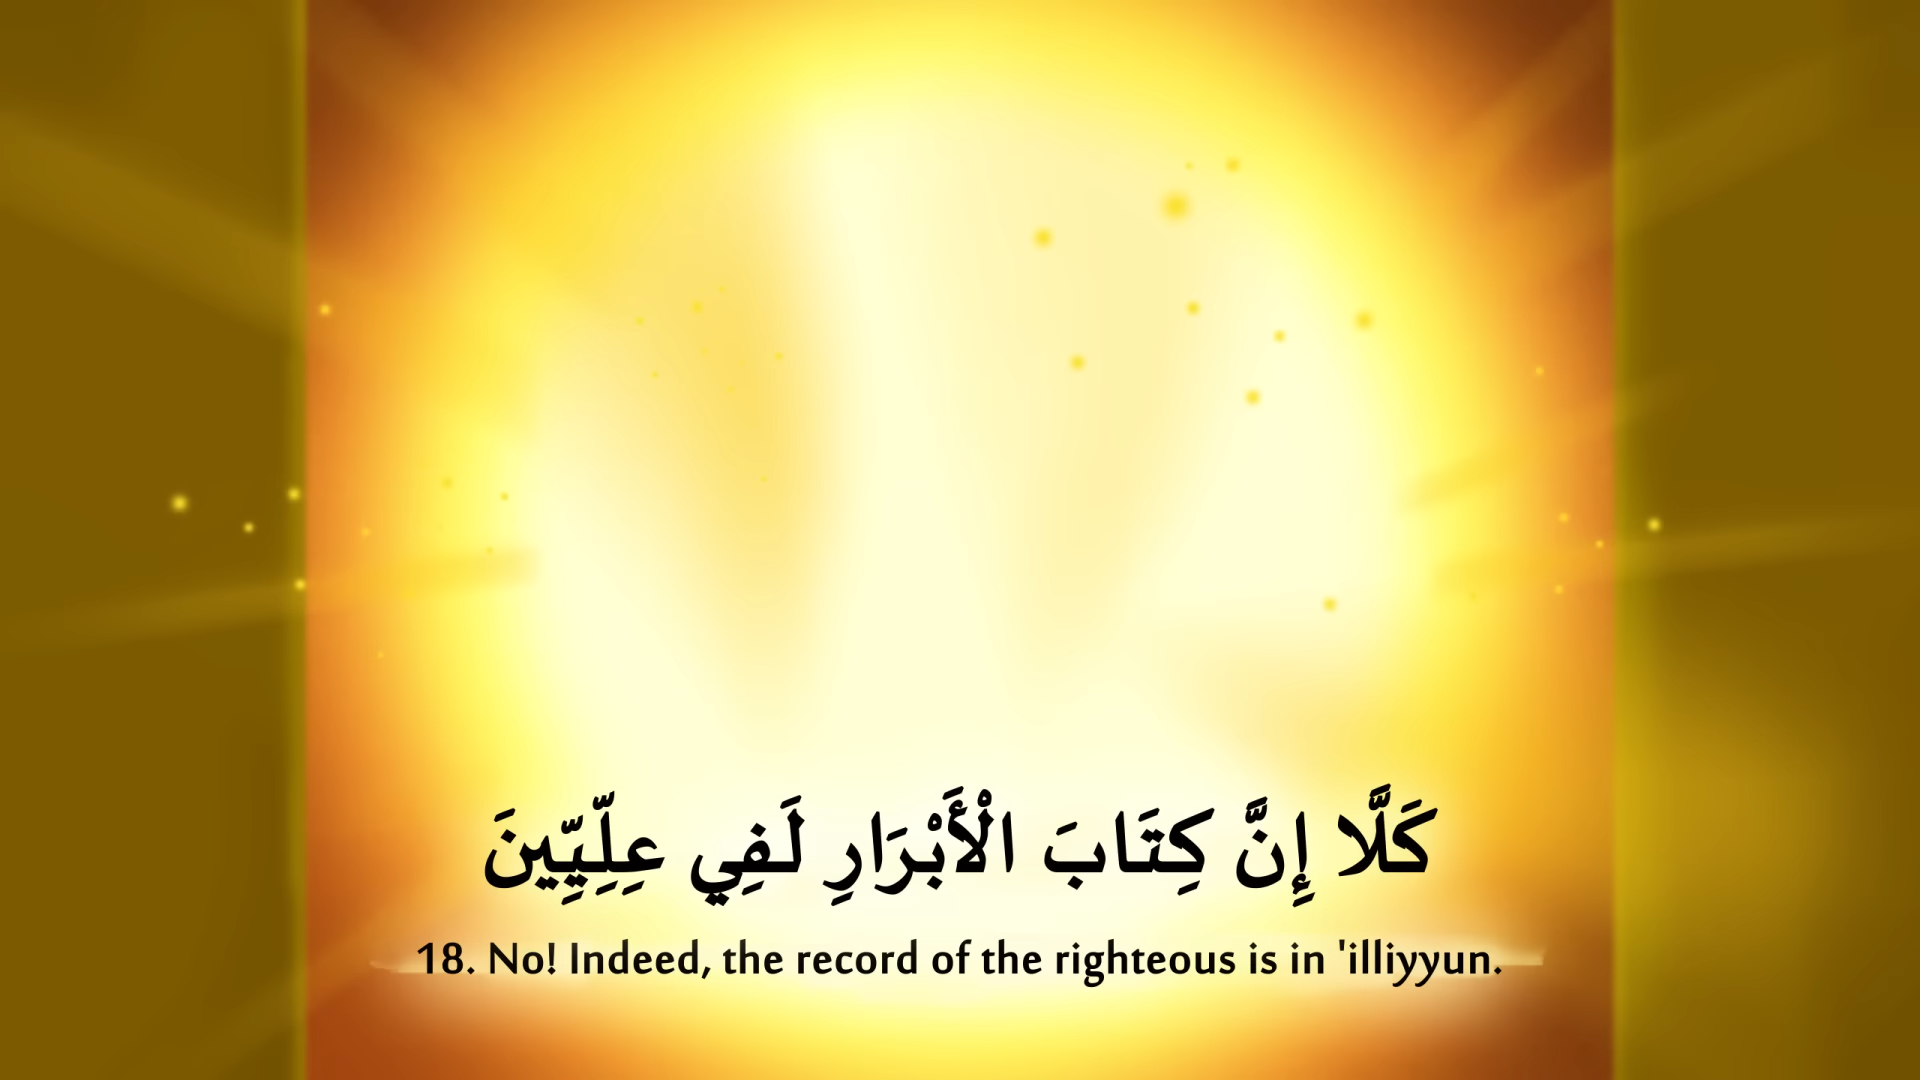 كَلَّا إِنَّ كِتَابَ الْأَبْرَارِ لَفِي عِلِّيِّينَ
18. No! Indeed, the record of the righteous is in 'illiyyun.